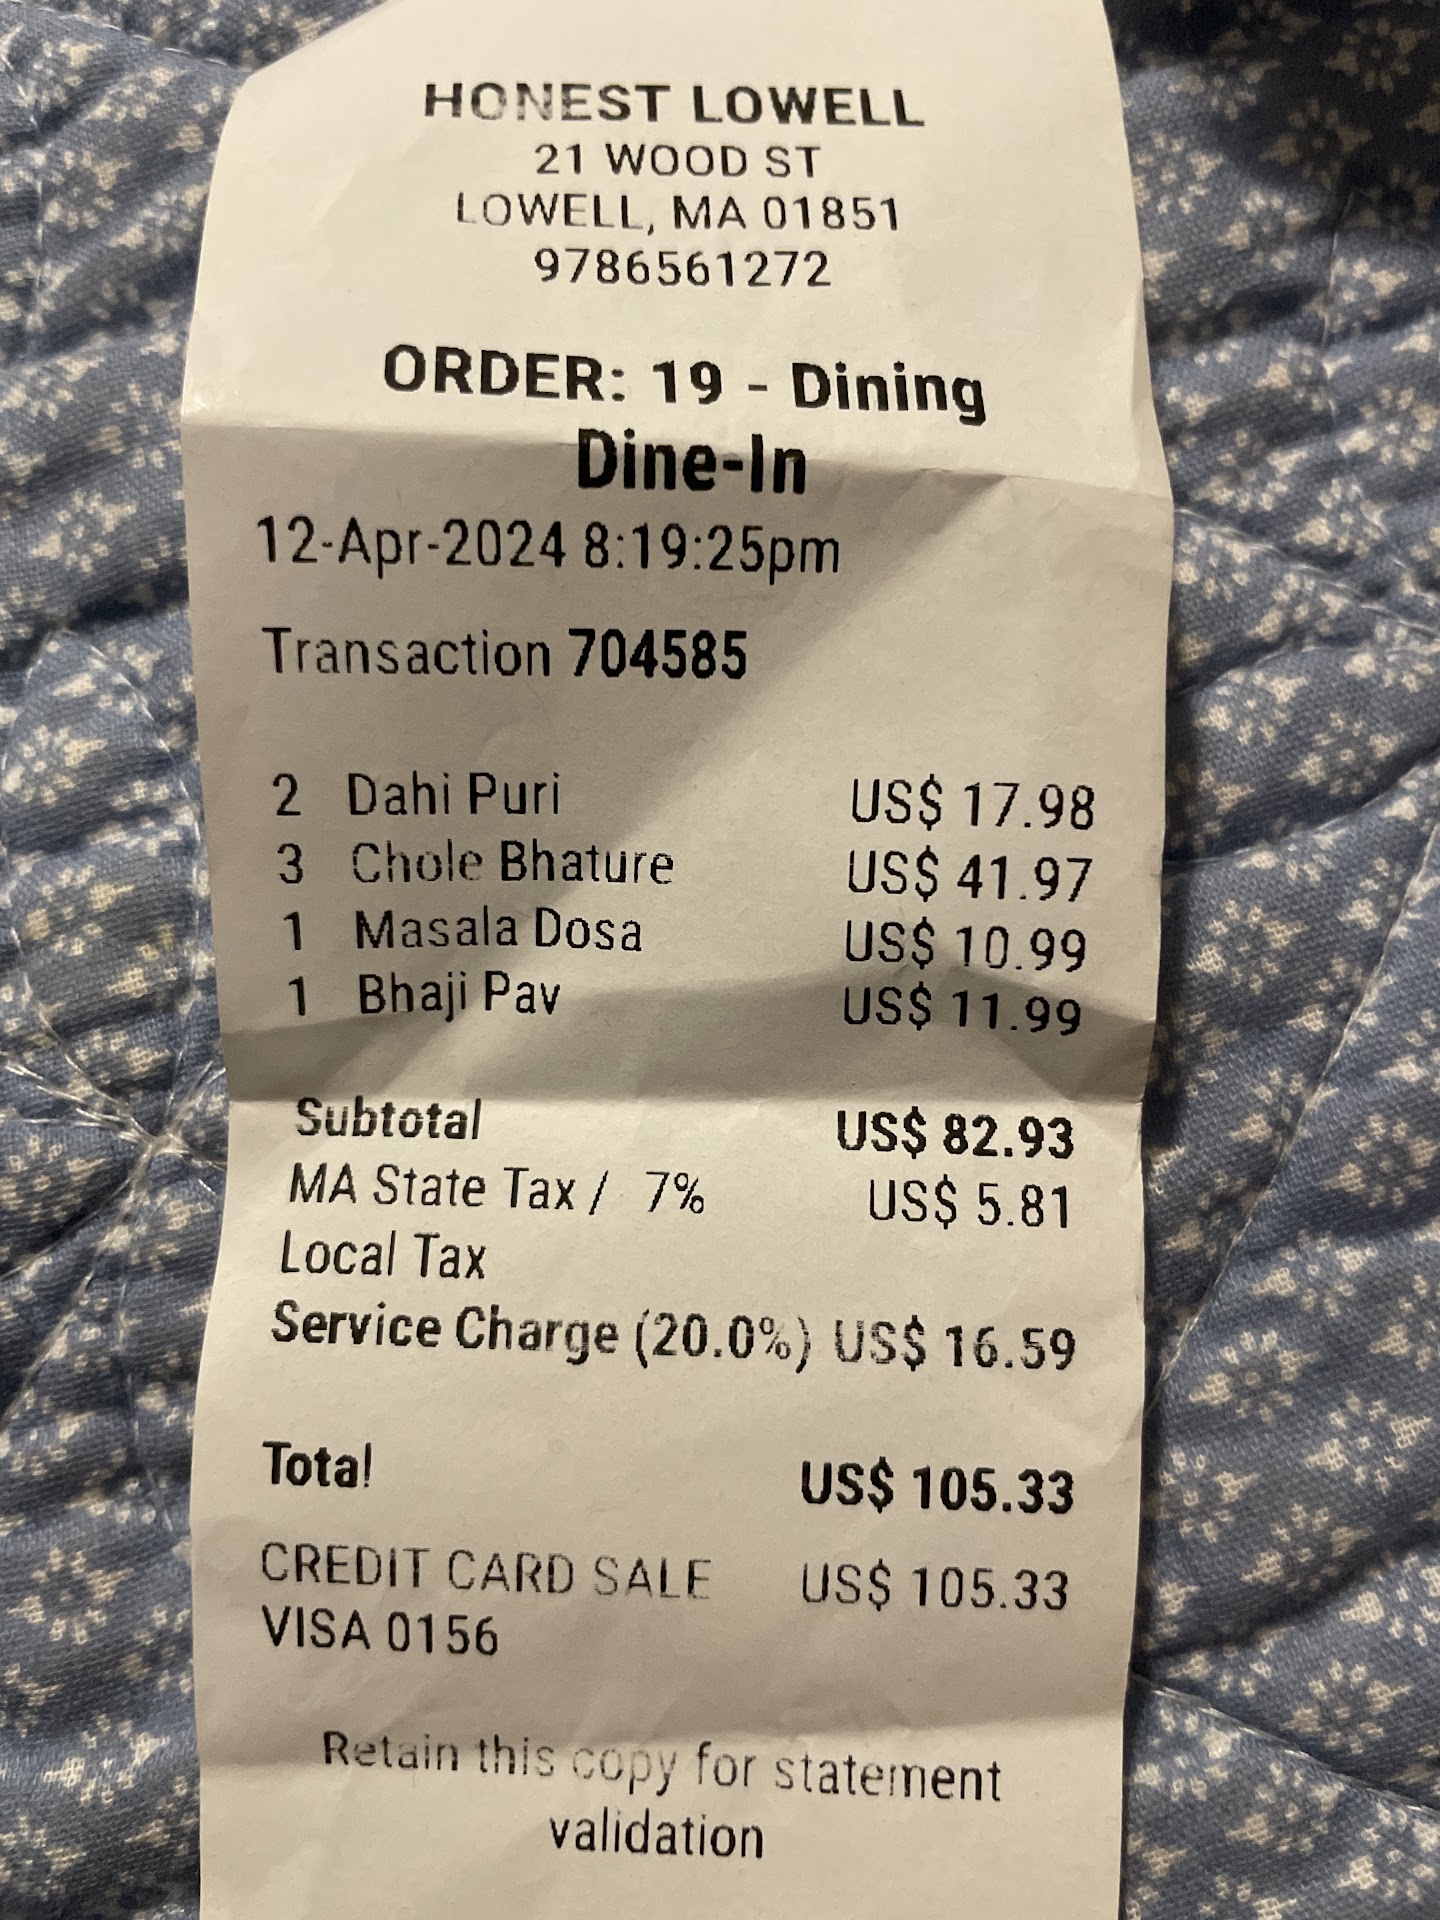 HONEST LOWELL
21 WOOD ST
LOWELL, MA 01851
9786561272
ORDER: 19 - Dining
Dine-In
12-Apr-2024 8:19:25pm
Transaction 704585
2 Dahi Puri US$ 17.98
3 Chole Bhature US$ 41.97
1 Masala Dosa US$ 10.99
1 Bhaji Pav US$ 11.99
Subtotal US$ 82.93
MA State Tax / 7% US$ 5.81
Local Tax
Service Charge (20.0%) US$ 16.59
Total US$ 105.33
CREDIT CARD SALE US$ 105.33
VISA 0156
Retain this copy for statement
validation